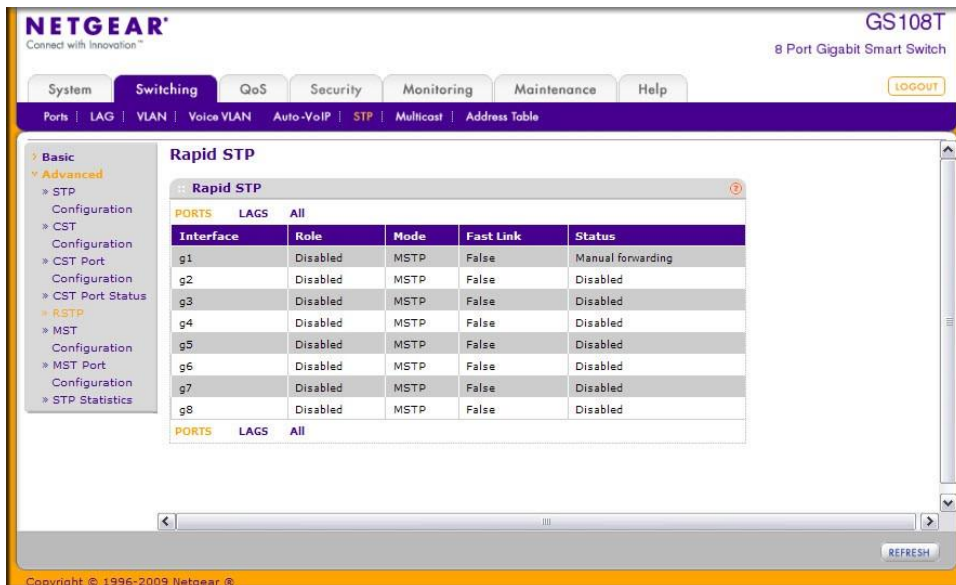 NETGEAR®
Connect with Innovation™
GS108T
8 Port Gigabit Smart Switch
System Switching QoS Security Monitoring Maintenance Help LOGOUT
Ports | LAG | VLAN | Voice VLAN Auto-VoIP | STP | Multicast | Address Table
Basic
Advanced
» STP
Configuration
» CST
Configuration
» CST Port
Configuration
» CST Port Status
» RSTP
» MST
Configuration
» MST Port
Configuration
» STP Statistics
Rapid STP
Rapid STP
PORTS LAGS All
Interface Role Mode Fast Link Status
g1 Disabled MSTP False Manual forwarding
g2 Disabled MSTP False Disabled
g3 Disabled MSTP False Disabled
g4 Disabled MSTP False Disabled
g5 Disabled MSTP False Disabled
g6 Disabled MSTP False Disabled
g7 Disabled MSTP False Disabled
g8 Disabled MSTP False Disabled
PORTS LAGS All
REFRESH
Copyright © 1996-2009 Netgear ®